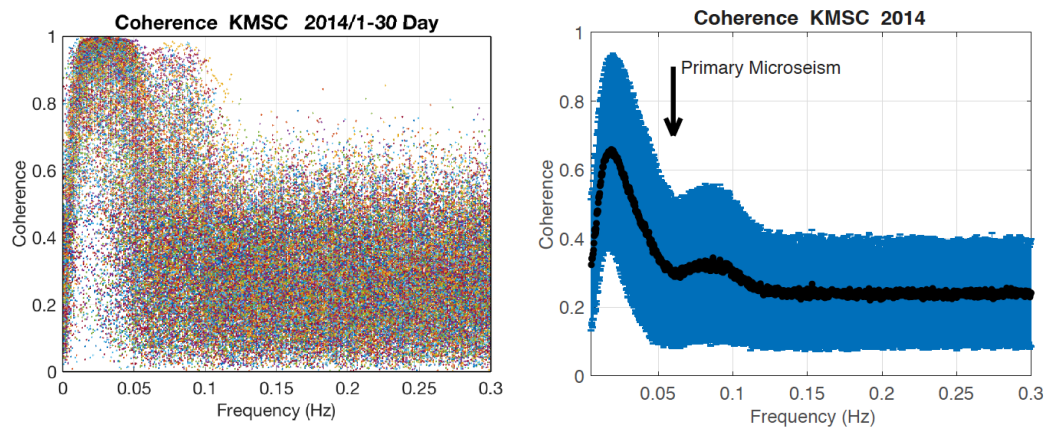 Coherence KMSC 2014/1-30 Day
1
0.8
0.6
0.4
0.2
0
Coherence
0 0.05 0.1 0.15 0.2 0.25 0.3
Frequency (Hz)
Coherence KMSC 2014
Primary Microseism
1
0.8
0.6
0.4
0.2
0
Coherence
0.05 0.1 0.15 0.2 0.25 0.3
Frequency (Hz)